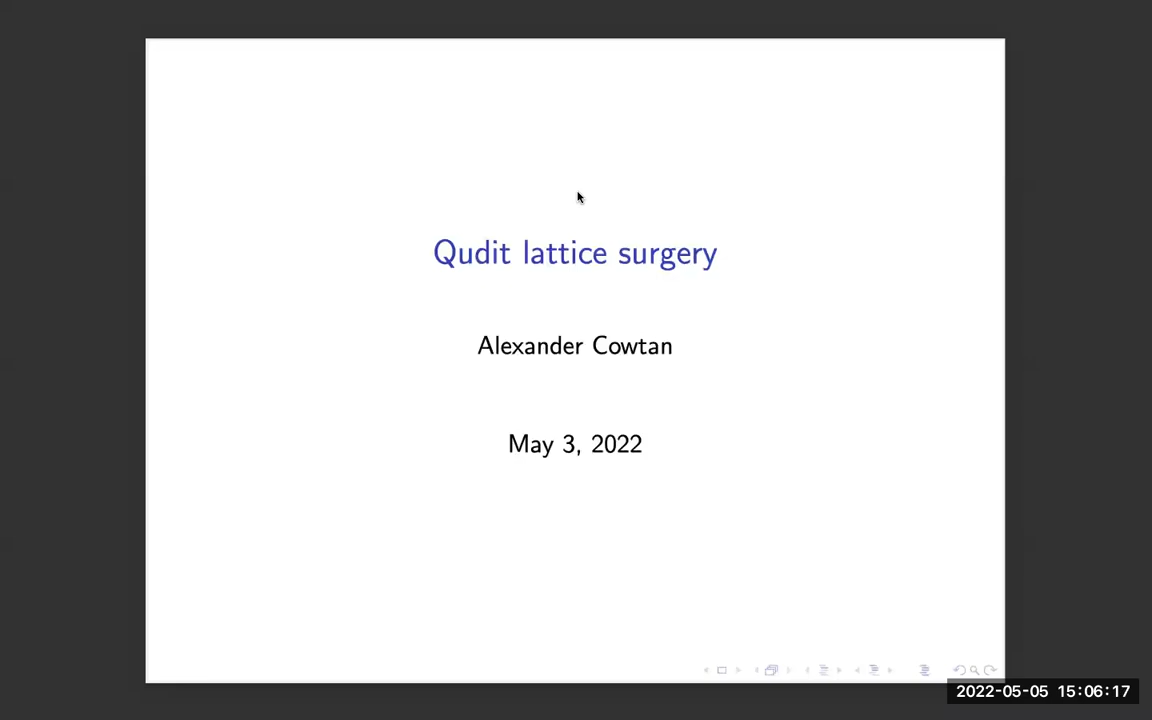 Qudit lattice surgery
Alexander Cowtan
May 3, 2022
2022-05-05 15:06:17